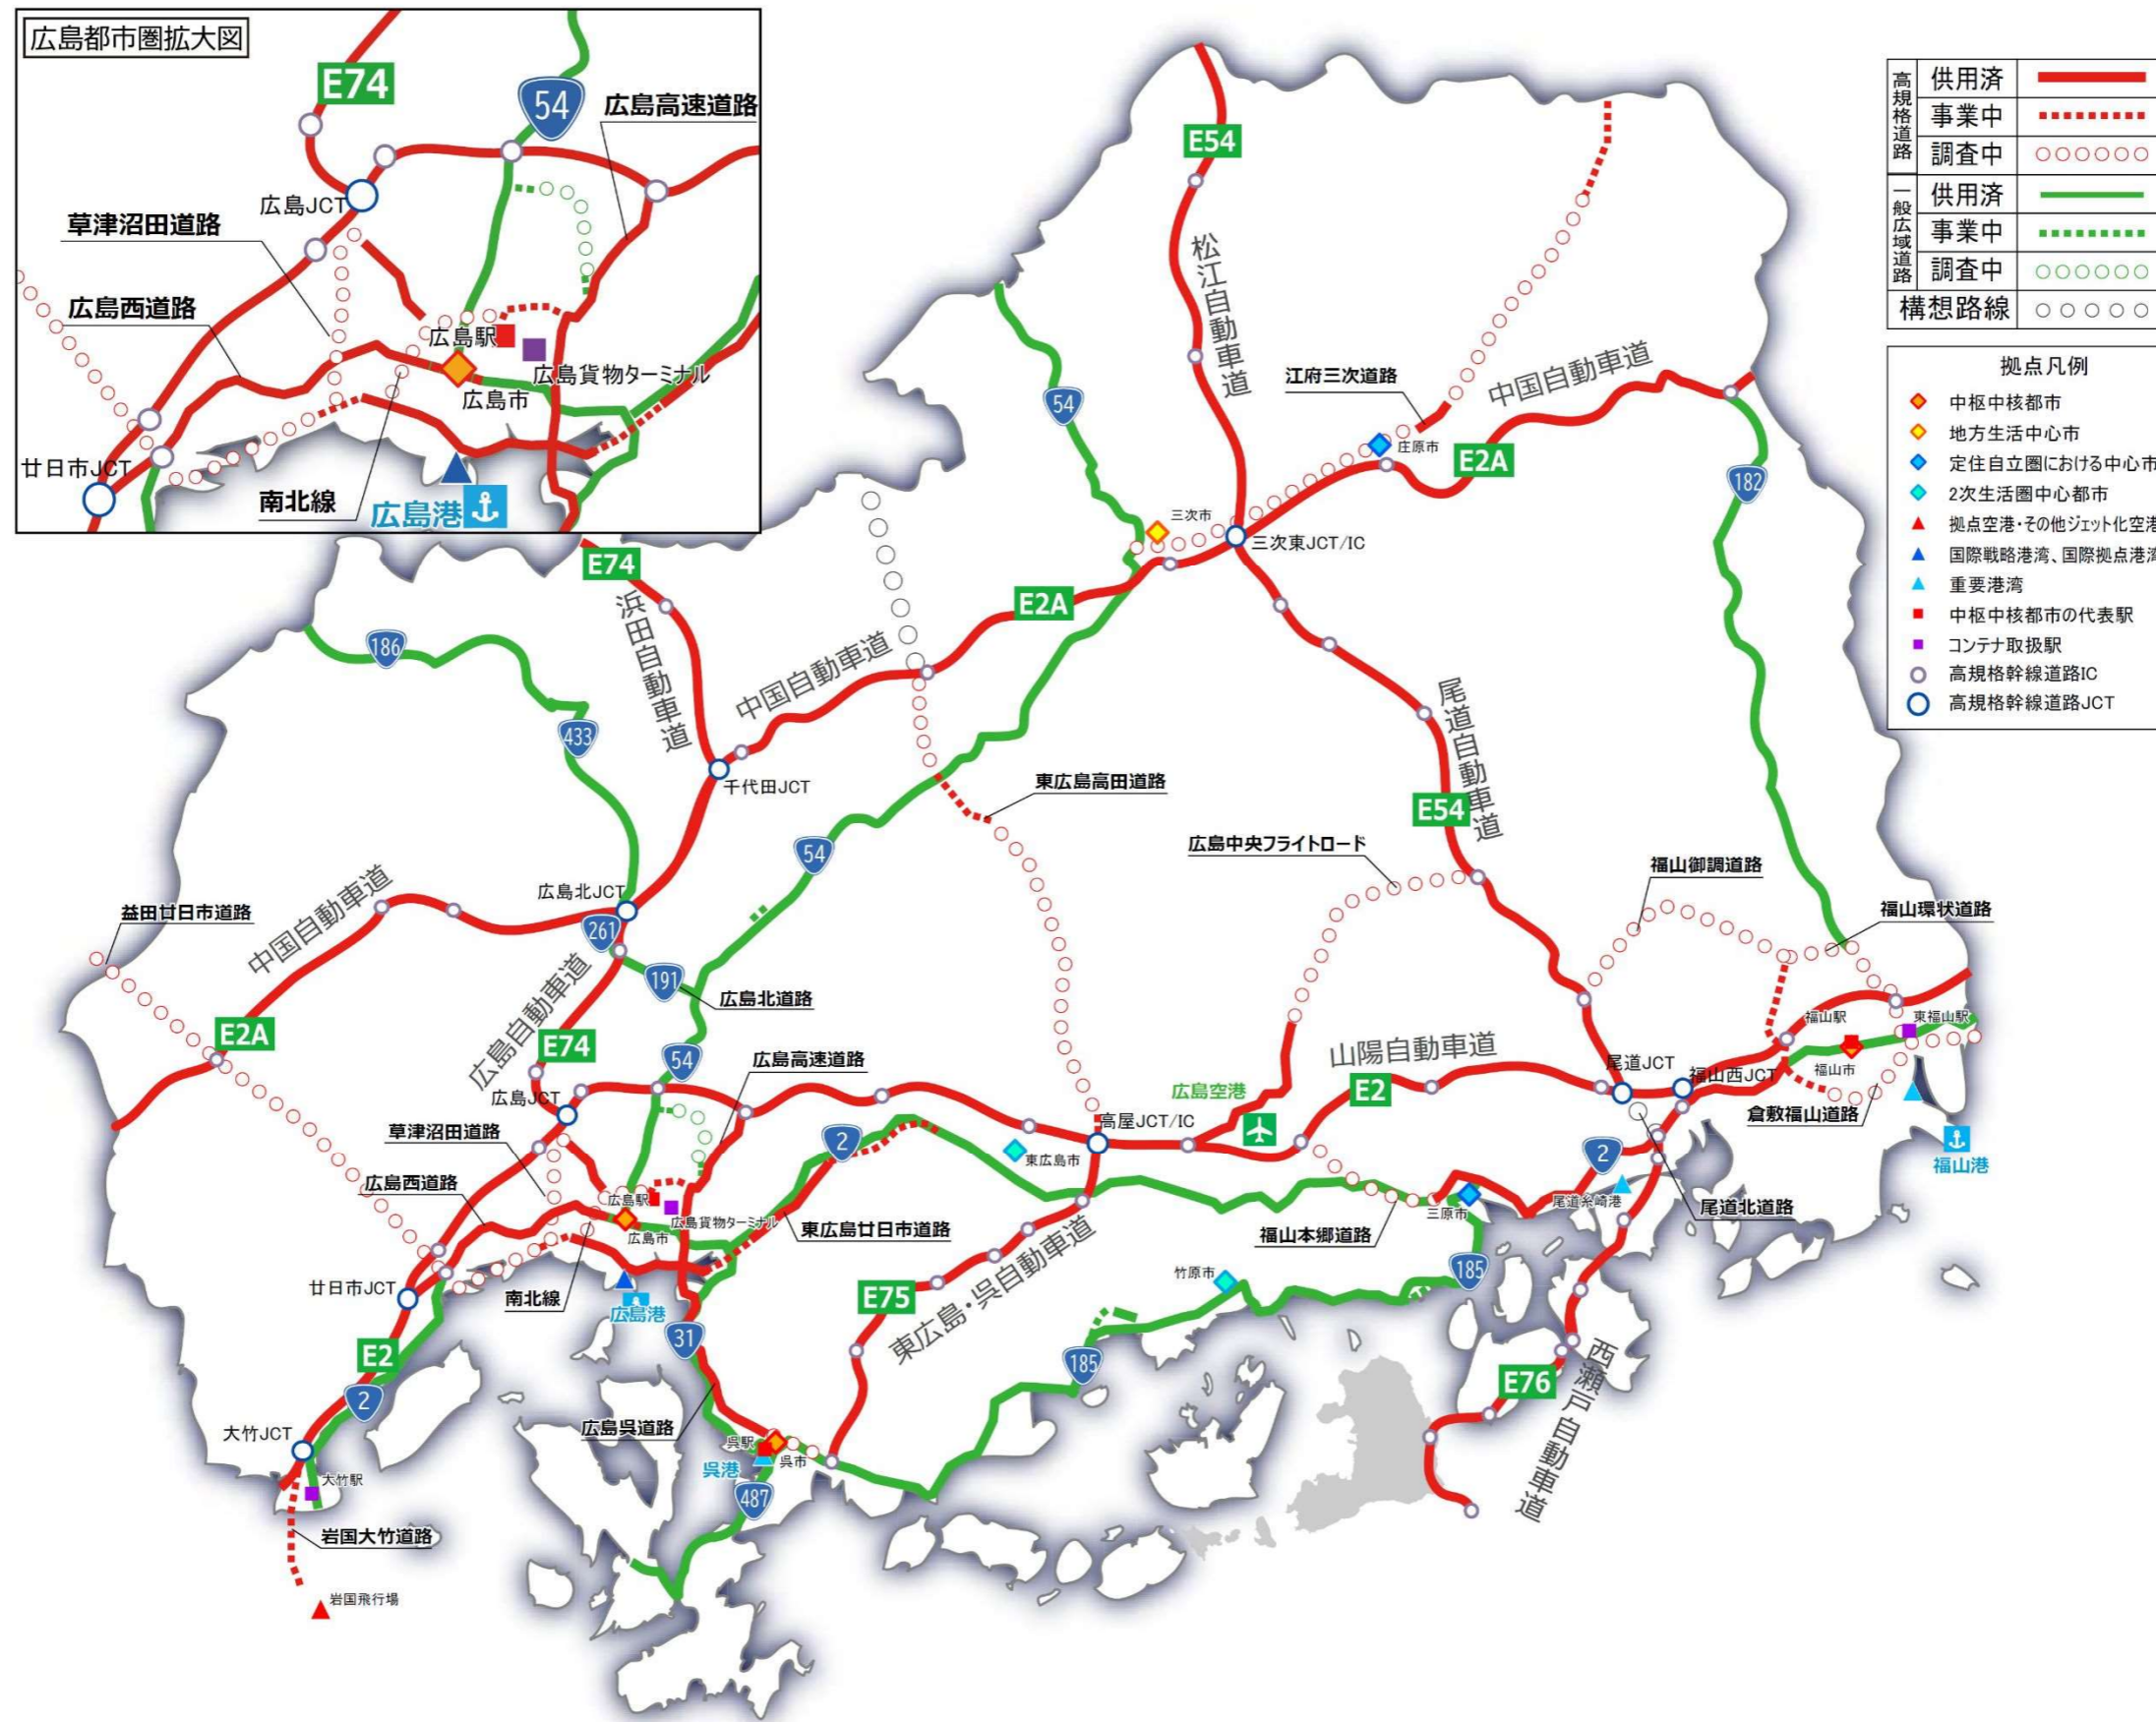 広島都市圏拡大図
E74
54
広島高速道路
広島JCT
草津沼田道路
広島西道路
広島駅
広島貨物ターミナル
広島市
廿日市JCT
南北線
広島港
高規格道路
供用済
事業中
調査中
一般広域道路
供用済
事業中
調査中
構想路線
拠点凡例
中枢中核都市
地方生活中心市
定住自立圏における中心市
2次生活圏中心都市
拠点空港・その他ジェット化空港
国際戦略港湾、国際拠点港湾
重要港湾
中枢中核都市の代表駅
コンテナ取扱駅
高規格幹線道路IC
高規格幹線道路JCT
E54
松江自動車道
江府三次道路
中国自動車道
54
庄原市
E2A
182
三次市
三次東JCT/IC
E74
浜田自動車道
E2A
中国自動車道
186
433
千代田JCT
尾道自動車道
東広島高田道路
E54
広島中央フライトロード
54
福山御調道路
福山環状道路
広島北JCT
261
中国自動車道
益田廿日市道路
191
広島北道路
E2A
広島自動車道
E74
54
広島高速道路
山陽自動車道
E2
福山駅
東福山駅
尾道JCT
福山西JCT
福山市
倉敷福山道路
広島空港
広島JCT
高屋JCT/IC
草津沼田道路
2
東広島市
2
福山港
広島西道路
広島駅
広島貨物ターミナル
広島市
東広島廿日市道路
三原市
尾道糸崎港
尾道北道路
福山本郷道路
廿日市JCT
南北線
広島港
竹原市
185
E75
東広島・呉自動車道
31
E2
2
185
西瀬戸自動車道
E76
大竹JCT
広島呉道路
呉駅
呉市
呉港
487
大竹駅
岩国大竹道路
岩国飛行場